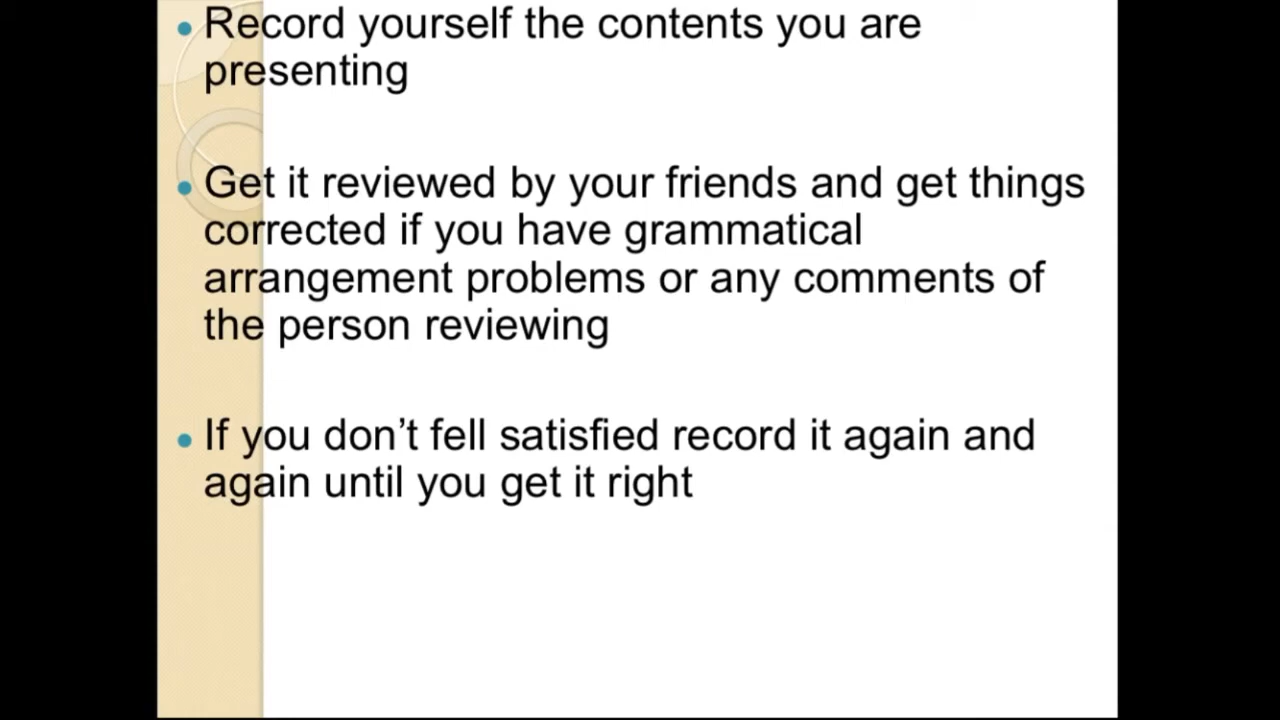 Record yourself the contents you are
presenting
Get it reviewed by your friends and get things
corrected if you have grammatical
arrangement problems or any comments of
the person reviewing
If you don’t fell satisfied record it again and
again until you get it right